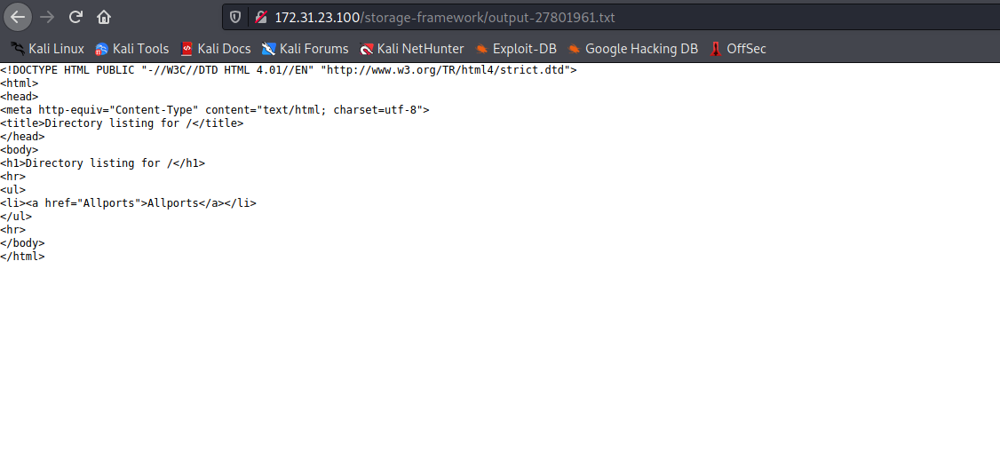 172.31.23.100/storage-framework/output-27801961.txt
Kali Linux Kali Tools Kali Docs Kali Forums Kali NetHunter Exploit-DB Google Hacking DB OffSec
<!DOCTYPE HTML PUBLIC "-//W3C//DTD HTML 4.01//EN" "http://www.w3.org/TR/html4/strict.dtd">
<html>
<head>
<meta http-equiv="Content-Type" content="text/html; charset=utf-8">
<title>Directory listing for /</title>
</head>
<body>
<h1>Directory listing for /</h1>
<hr>
<ul>
<li><a href="Allports">Allports</a></li>
</ul>
<hr>
</body>
</html>